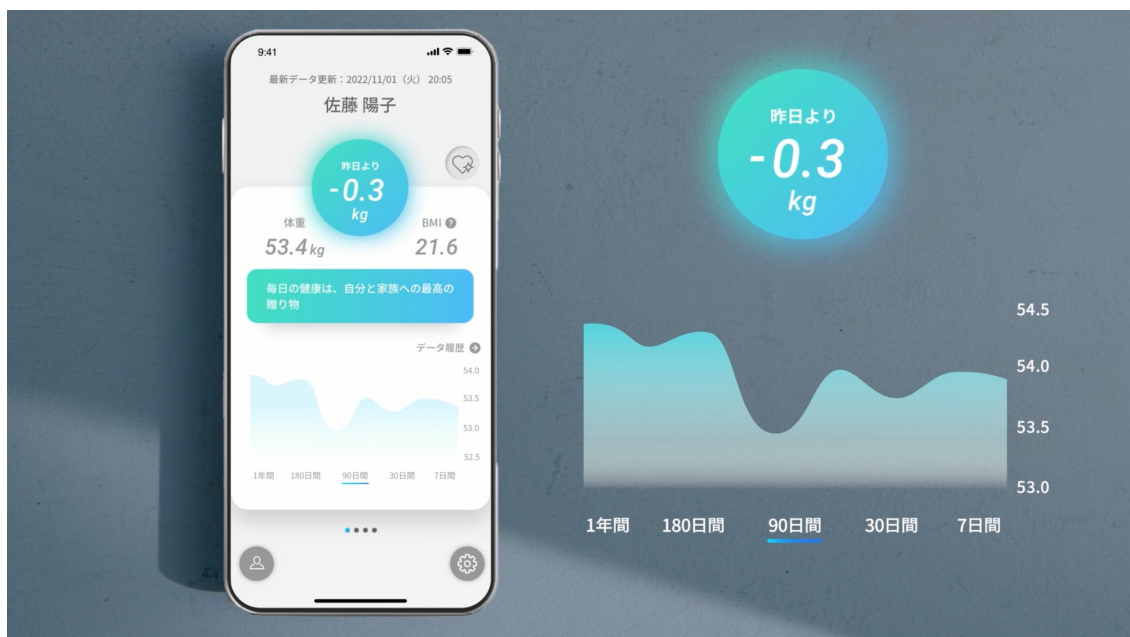 9:41
最新データ更新：2022/11/01（火） 20:05
佐藤 陽子
昨日より
-0.3
kg
体重
53.4 kg
BMI ?
21.6
毎日の健康は、自分と家族への最高の
贈り物
データ履歴
54.0
53.5
53.0
52.5
1年間 180日間 90日間 30日間 7日間
昨日より
-0.3
kg
54.5
54.0
53.5
53.0
1年間 180日間 90日間 30日間 7日間